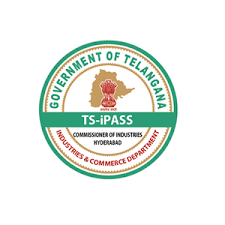 GOVERNMENT OF TELANGANA
TS-iPASS
COMMISSIONER OF INDUSTRIES
HYDERABAD
INDUSTRIES & COMMERCE DEPARTMENT